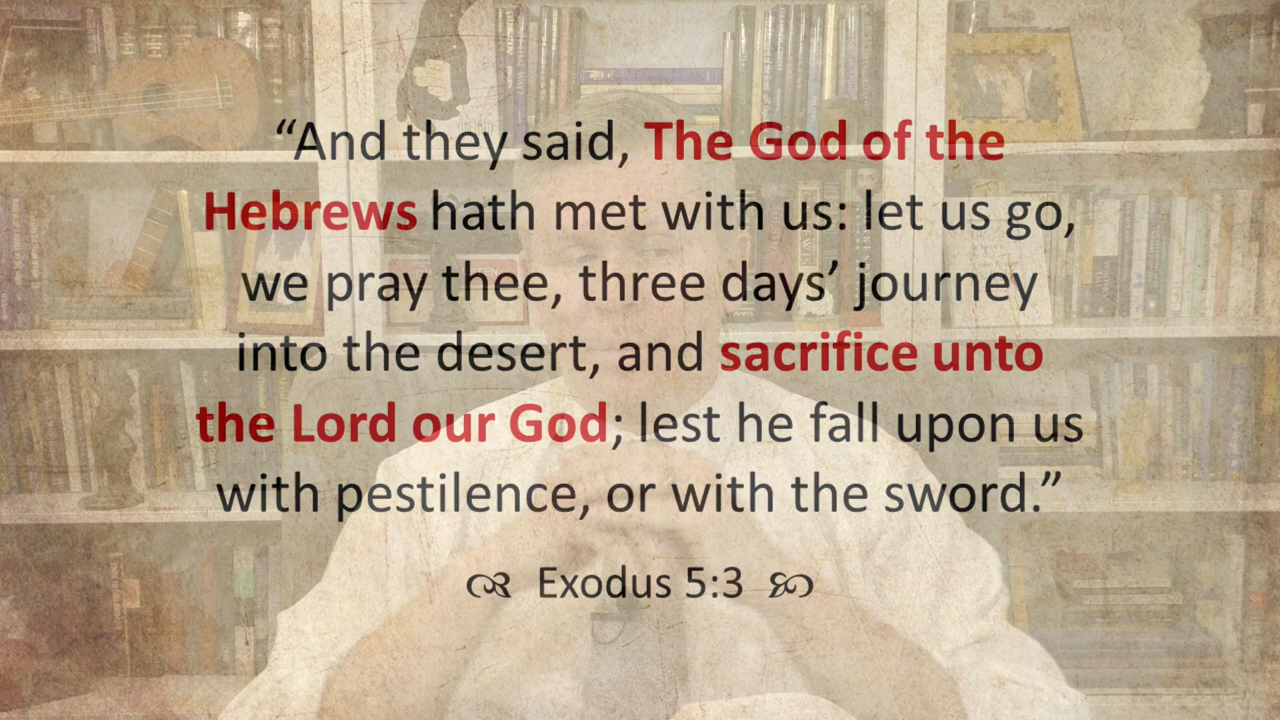 “And they said, The God of the
Hebrews hath met with us: let us go,
we pray thee, three days’ journey
into the desert, and sacrifice unto
the Lord our God; lest he fall upon us
with pestilence, or with the sword.”
Exodus 5:3